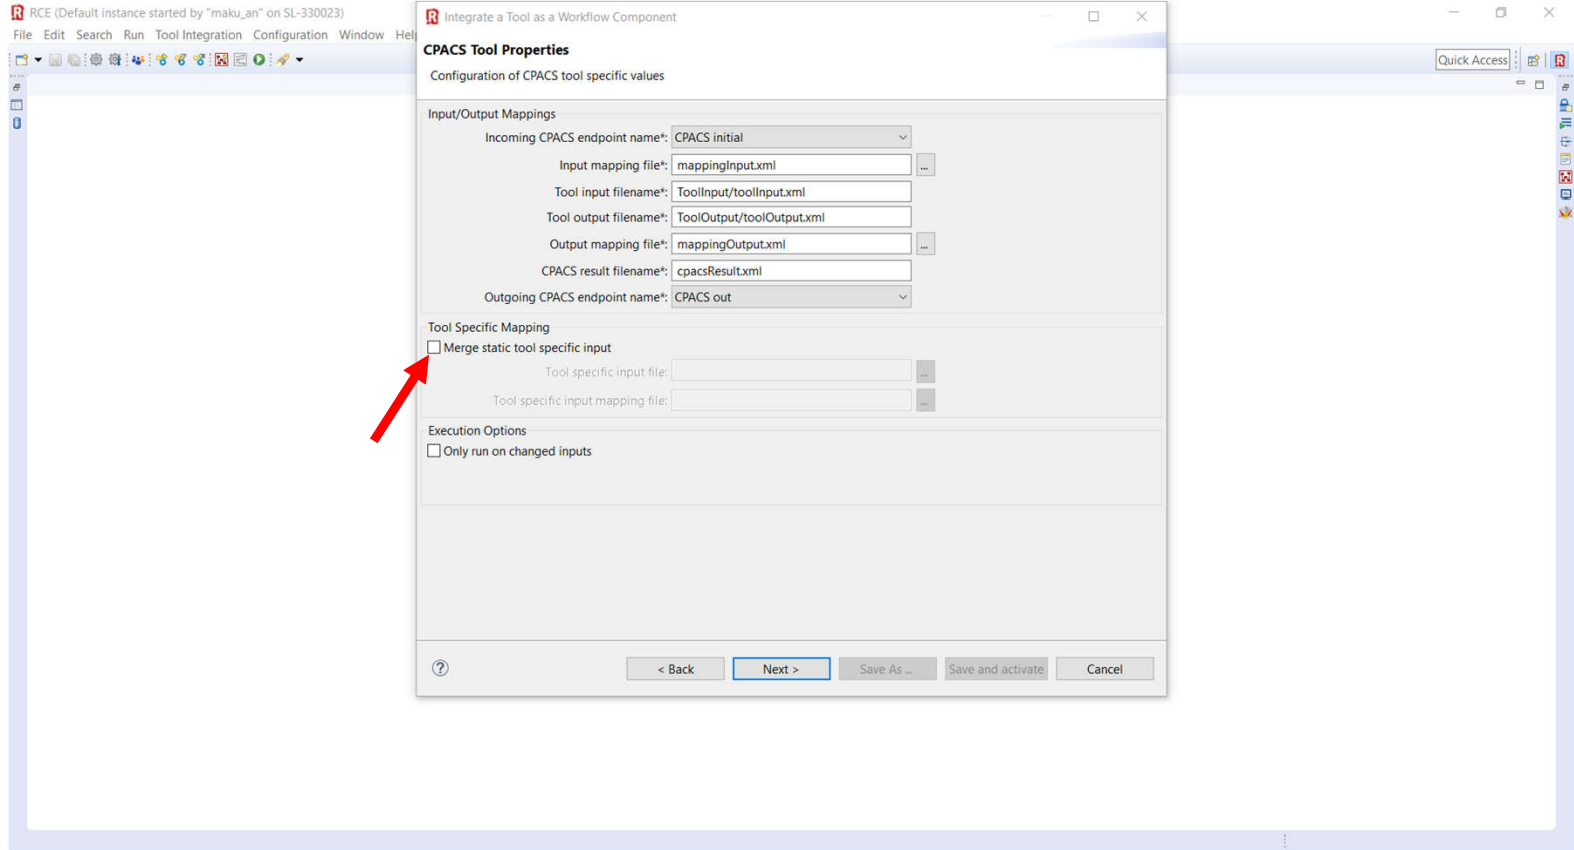 RCE (Default instance started by "maku_an" on SL-330023)
File Edit Search Run Tool Integration Configuration Window Help
Quick Access
Integrate a Tool as a Workflow Component
CPACS Tool Properties
Configuration of CPACS tool specific values
Input/Output Mappings
Incoming CPACS endpoint name*: CPACS initial
Input mapping file*: mappingInput.xml ...
Tool input filename*: ToolInput/toolInput.xml
Tool output filename*: ToolOutput/toolOutput.xml
Output mapping file*: mappingOutput.xml ...
CPACS result filename*: cpacsResult.xml
Outgoing CPACS endpoint name*: CPACS out
Tool Specific Mapping
Merge static tool specific input
Tool specific input file: ...
Tool specific input mapping file: ...
Execution Options
Only run on changed inputs
< Back Next > Save As ... Save and activate Cancel